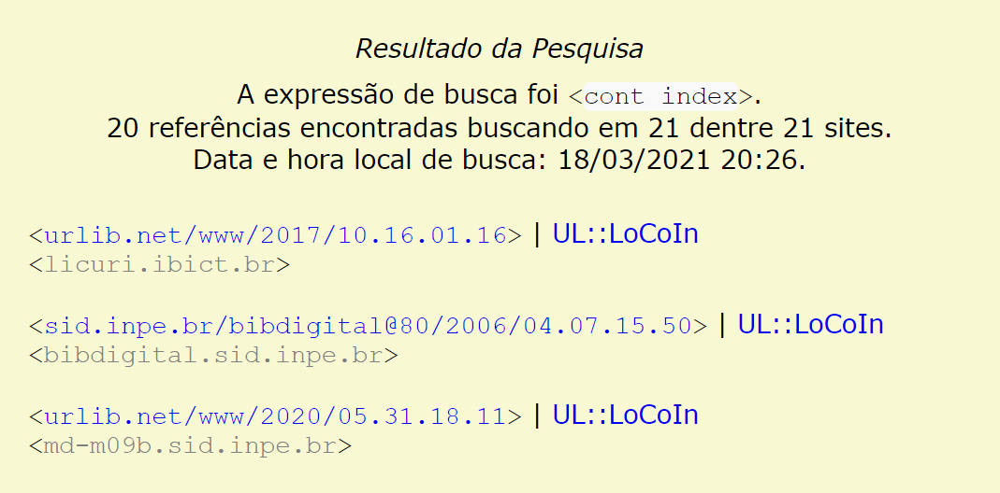 Resultado da Pesquisa
A expressão de busca foi <cont index>.
20 referências encontradas buscando em 21 dentre 21 sites.
Data e hora local de busca: 18/03/2021 20:26.
<urlib.net/www/2017/10.16.01.16> | UL::LoCoIn
<licuri.ibict.br>
<sid.inpe.br/bibdigital@80/2006/04.07.15.50> | UL::LoCoIn
<bibdigital.sid.inpe.br>
<urlib.net/www/2020/05.31.18.11> | UL::LoCoIn
<md-m09b.sid.inpe.br>